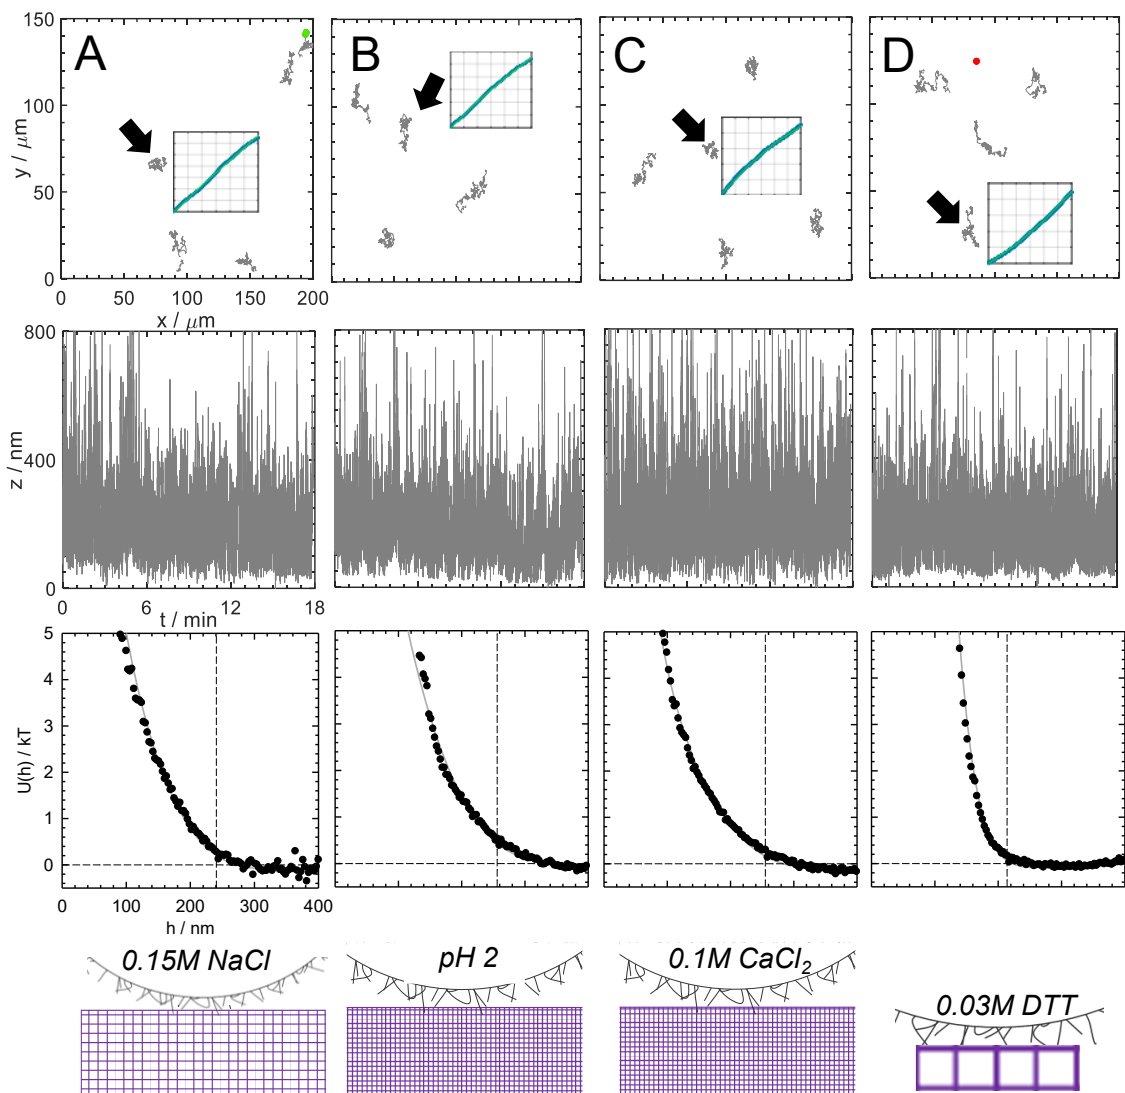 150
A
B
C
D
100
y / μm
50
0
0 50 100 150 200
x / μm
800
z / nm
400
0
0 6 12 18
t / min
5
4
3
U(h) / kT
2
1
0
0 100 200 300 400
h / nm
0.15M NaCl
pH 2
0.1M CaCl2
0.03M DTT